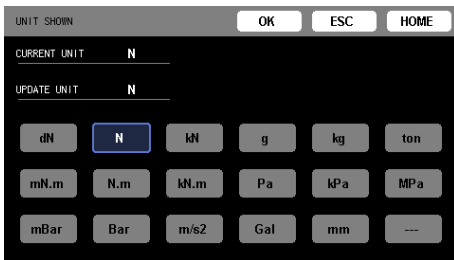 UNIT SHOWN OK ESC HOME
CURRENT UNIT N
UPDATE UNIT N
dN N kN g kg ton
mN.m N.m kN.m Pa kPa MPa
mBar Bar m/s2 Gal mm ---